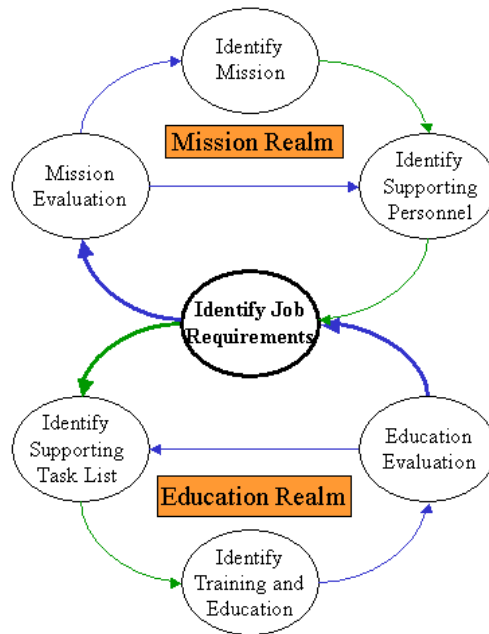 Identify
Mission
Mission Realm
Mission
Evaluation
Identify
Supporting
Personnel
Identify Job
Requirements
Identify
Supporting
Task List
Education
Evaluation
Education Realm
Identify
Training and
Education